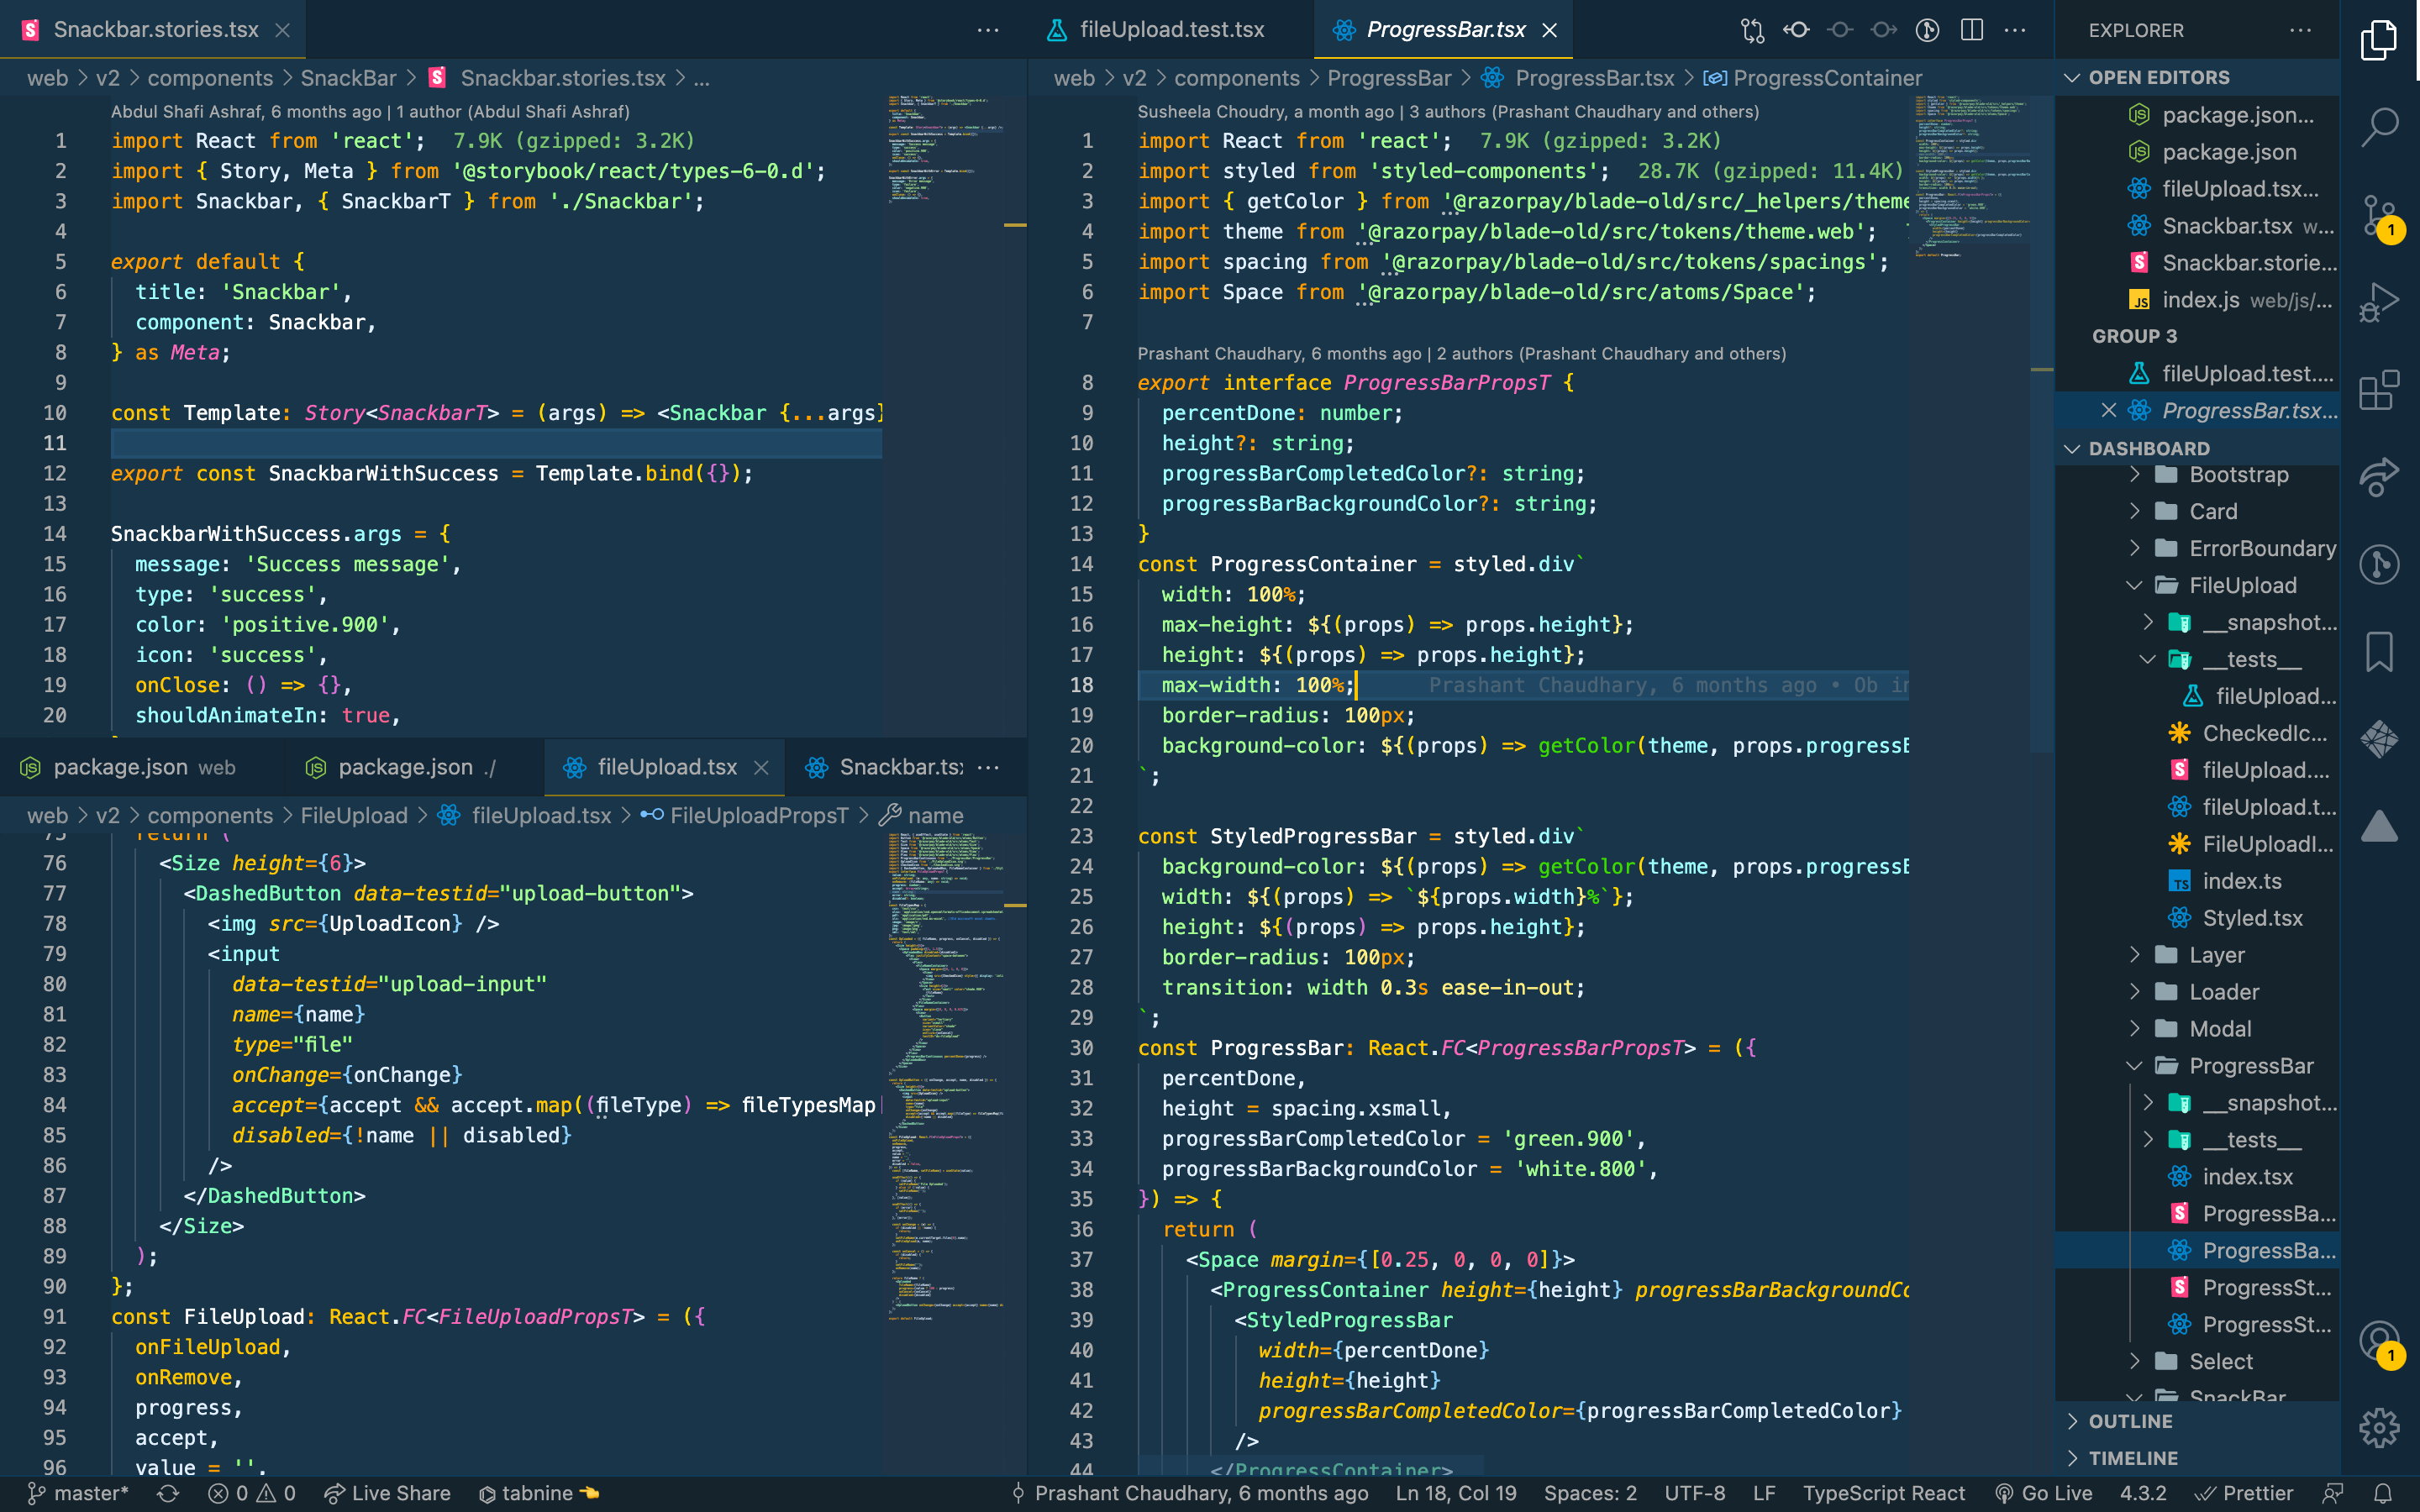 Snackbar.stories.tsx
web > v2 > components > SnackBar > Snackbar.stories.tsx > ...
Abdul Shafi Ashraf, 6 months ago | 1 author (Abdul Shafi Ashraf)
1 import React from 'react'; 7.9K (gzipped: 3.2K)
2 import { Story, Meta } from '@storybook/react/types-6-0.d';
3 import Snackbar, { SnackbarT } from './Snackbar';
4
5 export default {
6 title: 'Snackbar',
7 component: Snackbar,
8 } as Meta;
9
10 const Template: Story<SnackbarT> = (args) => <Snackbar {...args}
11
12 export const SnackbarWithSuccess = Template.bind({});
13
14 SnackbarWithSuccess.args = {
15 message: 'Success message',
16 type: 'success',
17 color: 'positive.900',
18 icon: 'success',
19 onClose: () => {},
20 shouldAnimateIn: true,
package.json web
package.json ./
fileUpload.tsx
Snackbar.ts
web > v2 > components > FileUpload > fileUpload.tsx > FileUploadPropsT > name
75 return (
76 <Size height={6}>
77 <DashedButton data-testid="upload-button">
78 <img src={UploadIcon} />
79 <input
80 data-testid="upload-input"
81 name={name}
82 type="file"
83 onChange={onChange}
84 accept={accept && accept.map((fileType) => fileTypesMap
85 disabled={!name || disabled}
86 />
87 </DashedButton>
88 </Size>
89 );
90 };
91 const FileUpload: React.FC<FileUploadPropsT> = ({
92 onFileUpload,
93 onRemove,
94 progress,
95 accept,
96 value = '',
fileUpload.test.tsx
ProgressBar.tsx
web > v2 > components > ProgressBar > ProgressBar.tsx > ProgressContainer
Susheela Choudry, a month ago | 3 authors (Prashant Chaudhary and others)
1 import React from 'react'; 7.9K (gzipped: 3.2K)
2 import styled from 'styled-components'; 28.7K (gzipped: 11.4K)
3 import { getColor } from '@razorpay/blade-old/src/_helpers/theme
4 import theme from '@razorpay/blade-old/src/tokens/theme.web';
5 import spacing from '@razorpay/blade-old/src/tokens/spacings';
6 import Space from '@razorpay/blade-old/src/atoms/Space';
7
Prashant Chaudhary, 6 months ago | 2 authors (Prashant Chaudhary and others)
8 export interface ProgressBarPropsT {
9 percentDone: number;
10 height?: string;
11 progressBarCompletedColor?: string;
12 progressBarBackgroundColor?: string;
13 }
14 const ProgressContainer = styled.div`
15 width: 100%;
16 max-height: ${(props) => props.height};
17 height: ${(props) => props.height};
18 max-width: 100%; Prashant Chaudhary, 6 months ago • Ob in
19 border-radius: 100px;
20 background-color: ${(props) => getColor(theme, props.progressB
21 `;
22
23 const StyledProgressBar = styled.div`
24 background-color: ${(props) => getColor(theme, props.progressB
25 width: ${(props) => `${props.width}%`};
26 height: ${(props) => props.height};
27 border-radius: 100px;
28 transition: width 0.3s ease-in-out;
29 `;
30 const ProgressBar: React.FC<ProgressBarPropsT> = ({
31 percentDone,
32 height = spacing.xsmall,
33 progressBarCompletedColor = 'green.900',
34 progressBarBackgroundColor = 'white.800',
35 }) => {
36 return (
37 <Space margin={[0.25, 0, 0, 0]}>
38 <ProgressContainer height={height} progressBarBackgroundCo
39 <StyledProgressBar
40 width={percentDone}
41 height={height}
42 progressBarCompletedColor={progressBarCompletedColor}
43 />
44 </ProgressContainer>
EXPLORER
OPEN EDITORS
package.json...
package.json
fileUpload.tsx...
Snackbar.tsx w...
Snackbar.storie...
JS index.js web/js/...
GROUP 3
fileUpload.test....
ProgressBar.tsx...
DASHBOARD
Bootstrap
Card
ErrorBoundary
FileUpload
__snapshot...
__tests__
fileUpload...
CheckedIc...
fileUpload....
fileUpload.t...
FileUploadI...
TS index.ts
Styled.tsx
Layer
Loader
Modal
ProgressBar
__snapshot...
__tests__
index.tsx
ProgressBa...
ProgressBa...
ProgressSt...
ProgressSt...
Select
SnackBar
OUTLINE
TIMELINE
1
1
master* 0 0 Live Share tabnine
Prashant Chaudhary, 6 months ago Ln 18, Col 19 Spaces: 2 UTF-8 LF TypeScript React Go Live 4.3.2 Prettier